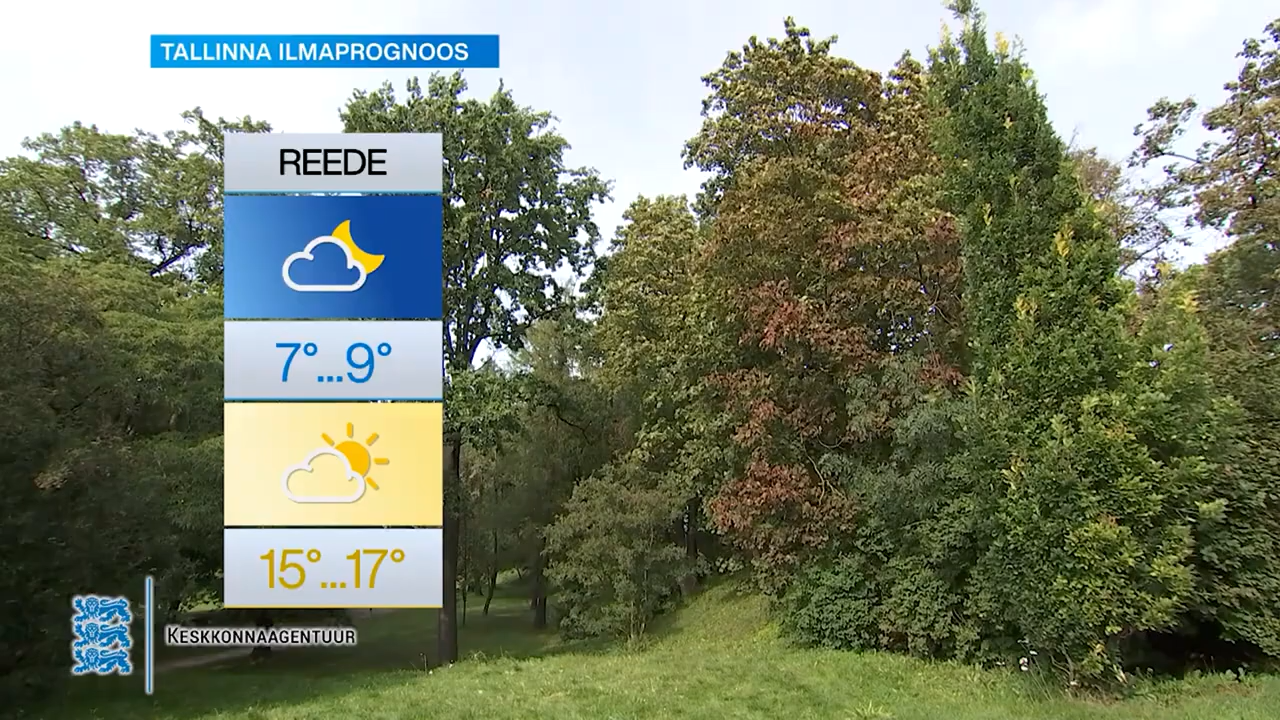 TALLINNA ILMAPROGNOOS
REEDE
7°...9°
15°...17°
KESKKONNAAGENTUUR